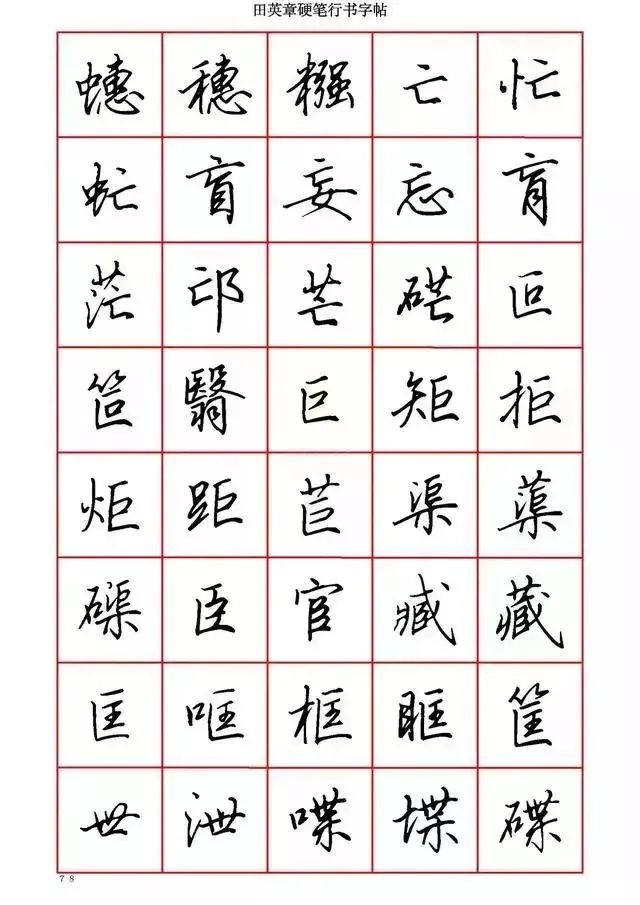 田英章硬笔行书字帖
蟪 穗 糨 亡 忙
虻 盲 妄 忘 肓
茫 邙 芒 硭 叵
笸 翳 巨 矩 拒
炬 距 苣 渠 蕖
磲 臣 宦 臧 藏
匡 哐 框 眶 筐
世 泄 喋 堞 碟
78